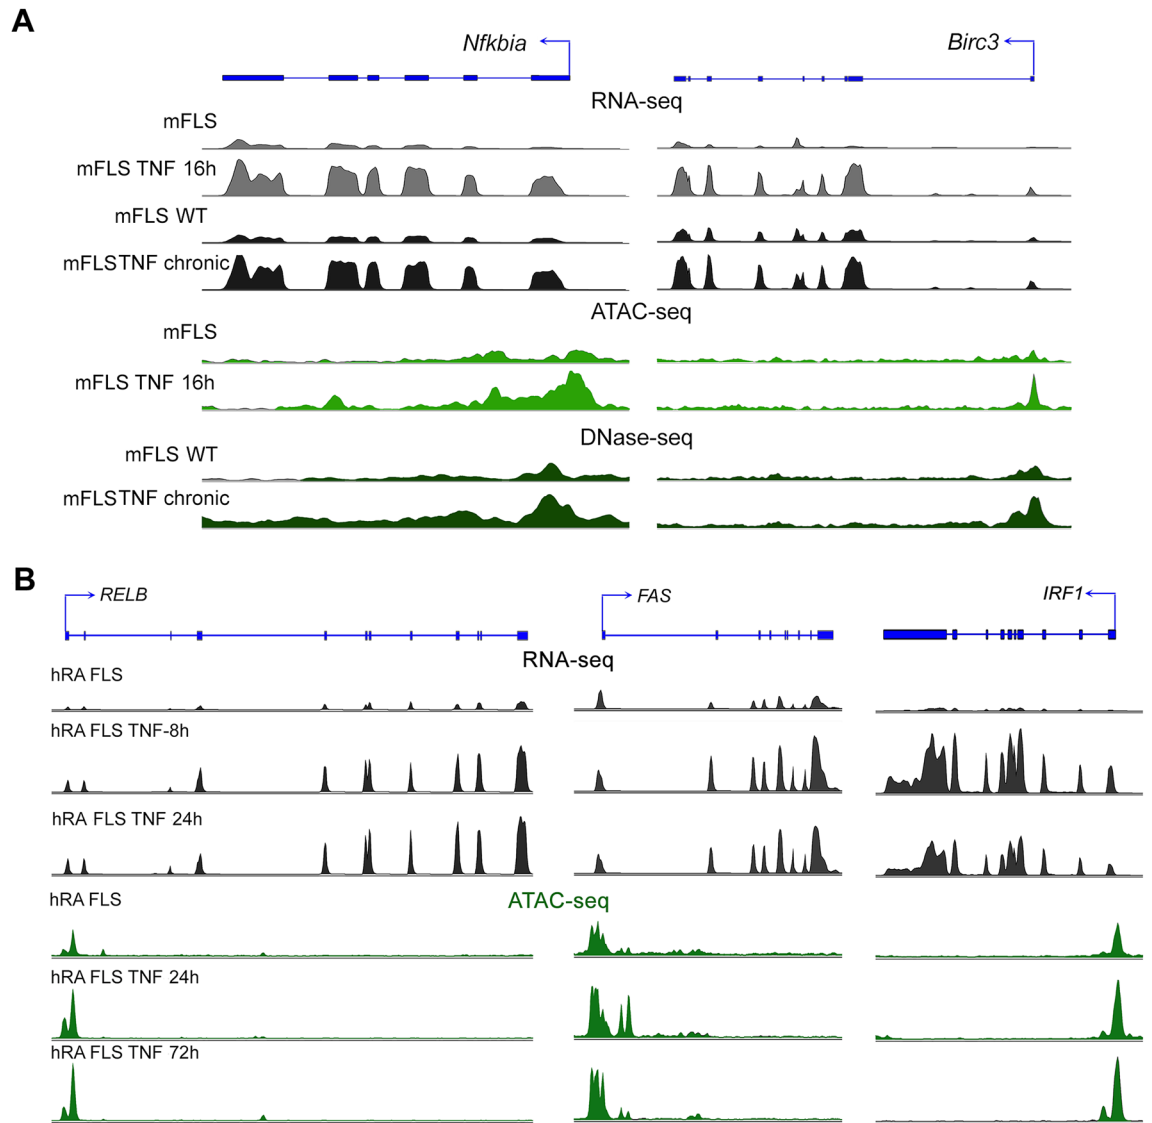 A
Nfkbia
Birc3
RNA-seq
mFLS
mFLS TNF 16h
mFLS WT
mFLSTNF chronic
ATAC-seq
mFLS
mFLS TNF 16h
DNase-seq
mFLS WT
mFLSTNF chronic
B
RELB
FAS
IRF1
RNA-seq
hRA FLS
hRA FLS TNF-8h
hRA FLS TNF 24h
hRA FLS
ATAC-seq
hRA FLS TNF 24h
hRA FLS TNF 72h